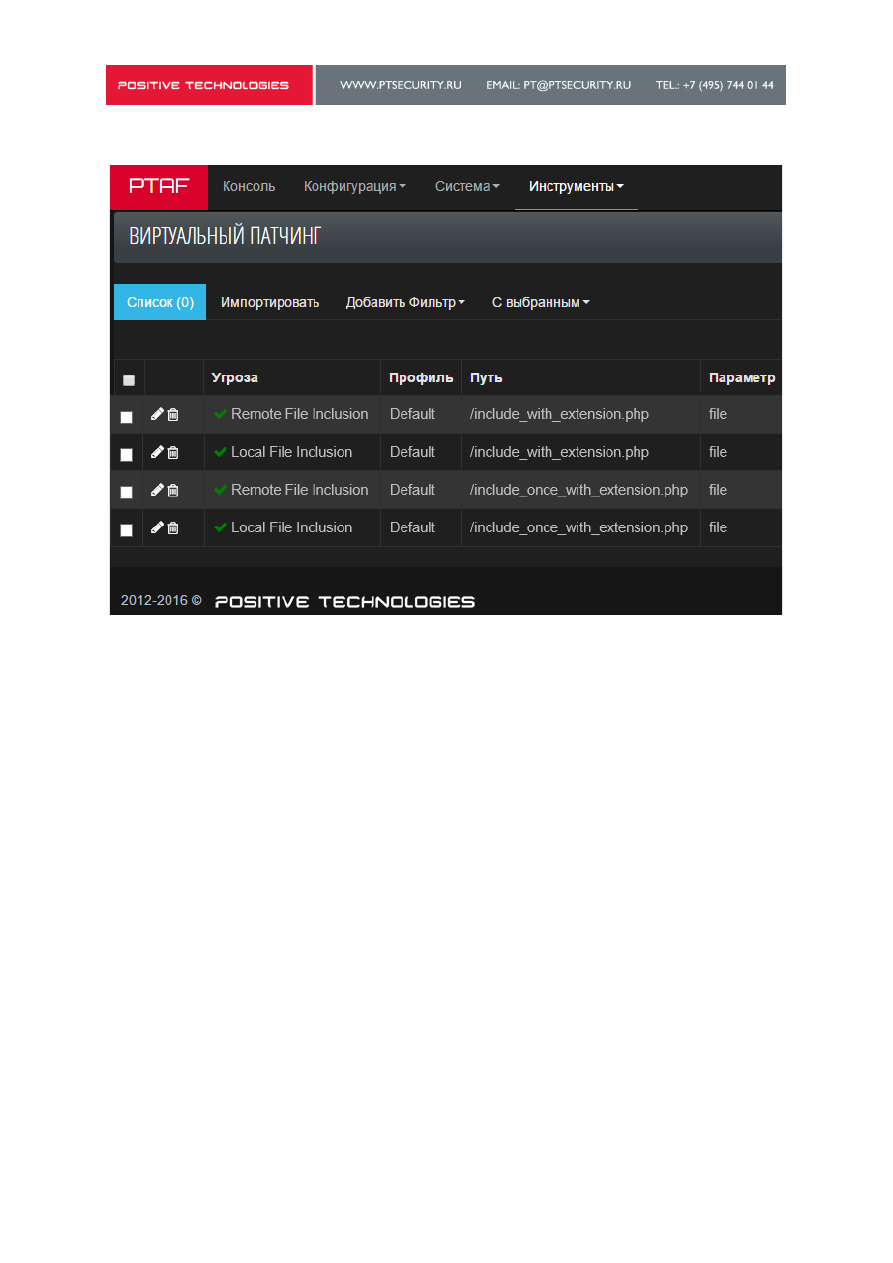 POSITIVE TECHNOLOGIES WWW.PTSECURITY.RU EMAIL: PT@PTSECURITY.RU TEL.: +7 (495) 744 01 44
PTAF Консоль Конфигурация Система Инструменты
ВИРТУАЛЬНЫЙ ПАТЧИНГ
Список (0) Импортировать Добавить Фильтр С выбранным
Угроза Профиль Путь Параметр
Remote File Inclusion Default /include_with_extension.php file
Local File Inclusion Default /include_with_extension.php file
Remote File Inclusion Default /include_once_with_extension.php file
Local File Inclusion Default /include_once_with_extension.php file
2012-2016 © POSITIVE TECHNOLOGIES